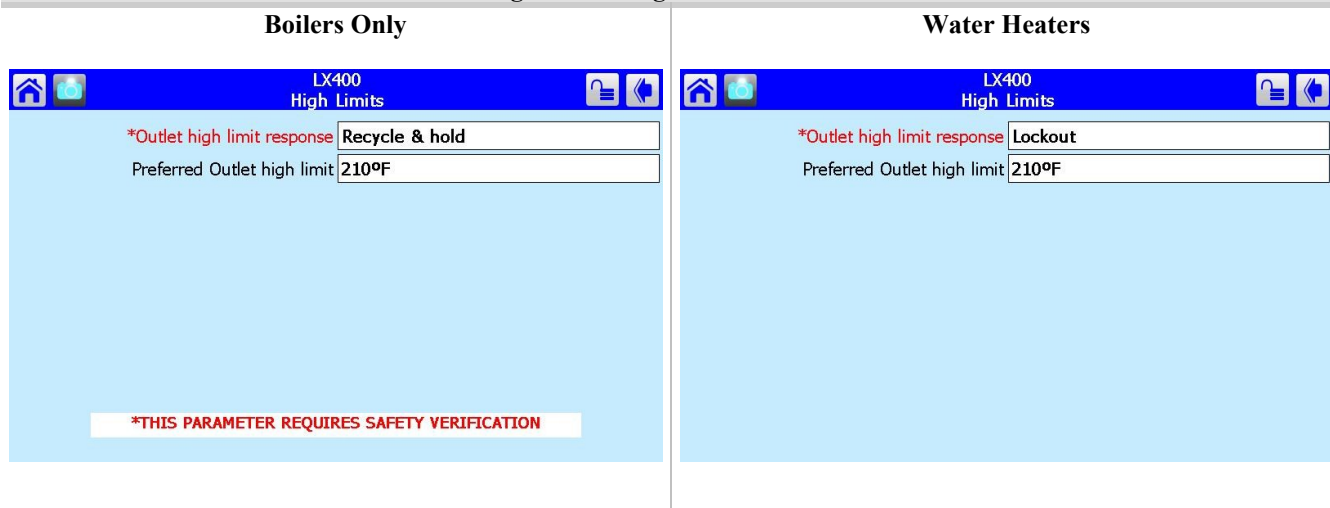 Boilers Only
LX400
High Limits
*Outlet high limit response Recycle & hold
Preferred Outlet high limit 210ºF
*THIS PARAMETER REQUIRES SAFETY VERIFICATION
Water Heaters
LX400
High Limits
*Outlet high limit response Lockout
Preferred Outlet high limit 210ºF